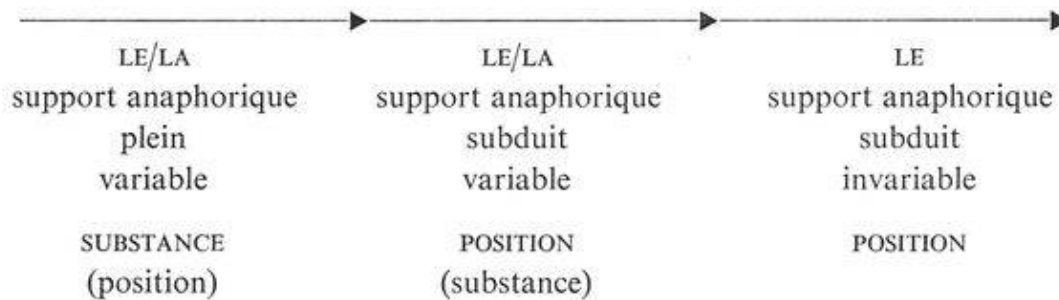 LE/LA LE/LA LE
support anaphorique support anaphorique support anaphorique
plein subduit subduit
variable variable invariable
SUBSTANCE POSITION POSITION
(position) (substance)